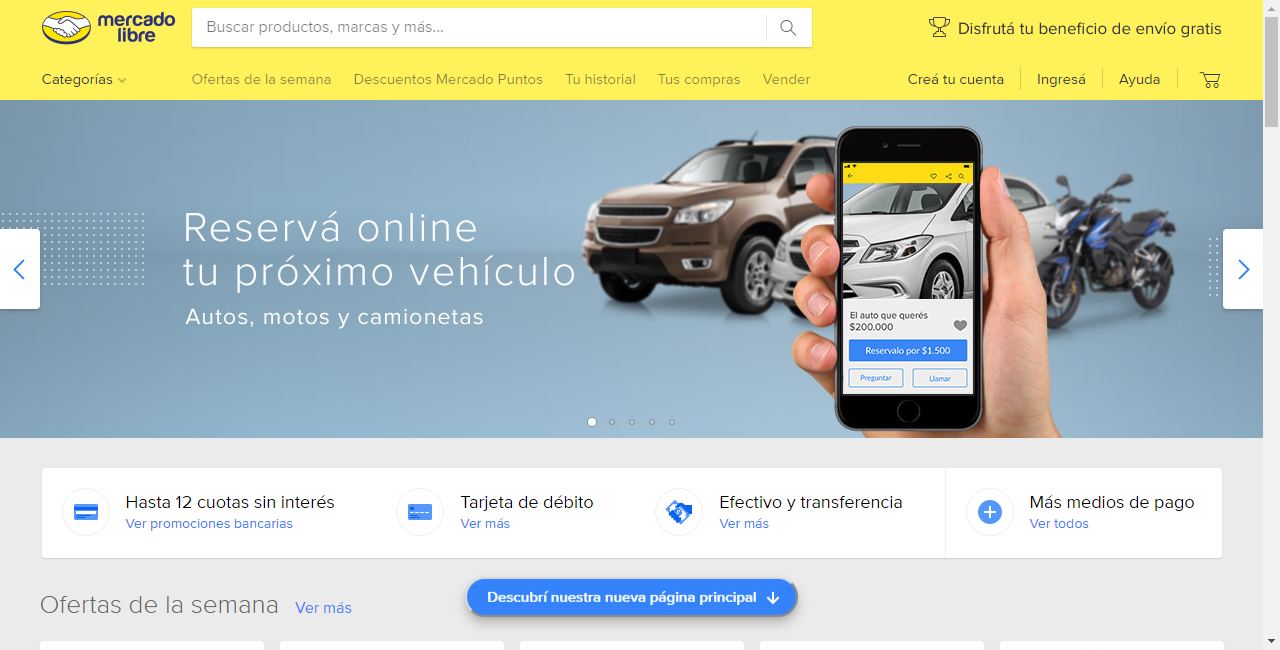 mercado
libre
Buscar productos, marcas y más...
Disfrutá tu beneficio de envío gratis
Categorías
Ofertas de la semana
Descuentos Mercado Puntos
Tu historial
Tus compras
Vender
Creá tu cuenta
Ingresá
Ayuda
Reservá online
tu próximo vehículo
Autos, motos y camionetas
El auto que querés
$200.000
Reservalo por $1.500
Preguntar
Llamar
Hasta 12 cuotas sin interés
Ver promociones bancarias
Tarjeta de débito
Ver más
Efectivo y transferencia
Ver más
Más medios de pago
Ver todos
Ofertas de la semana
Ver más
Descubrí nuestra nueva página principal